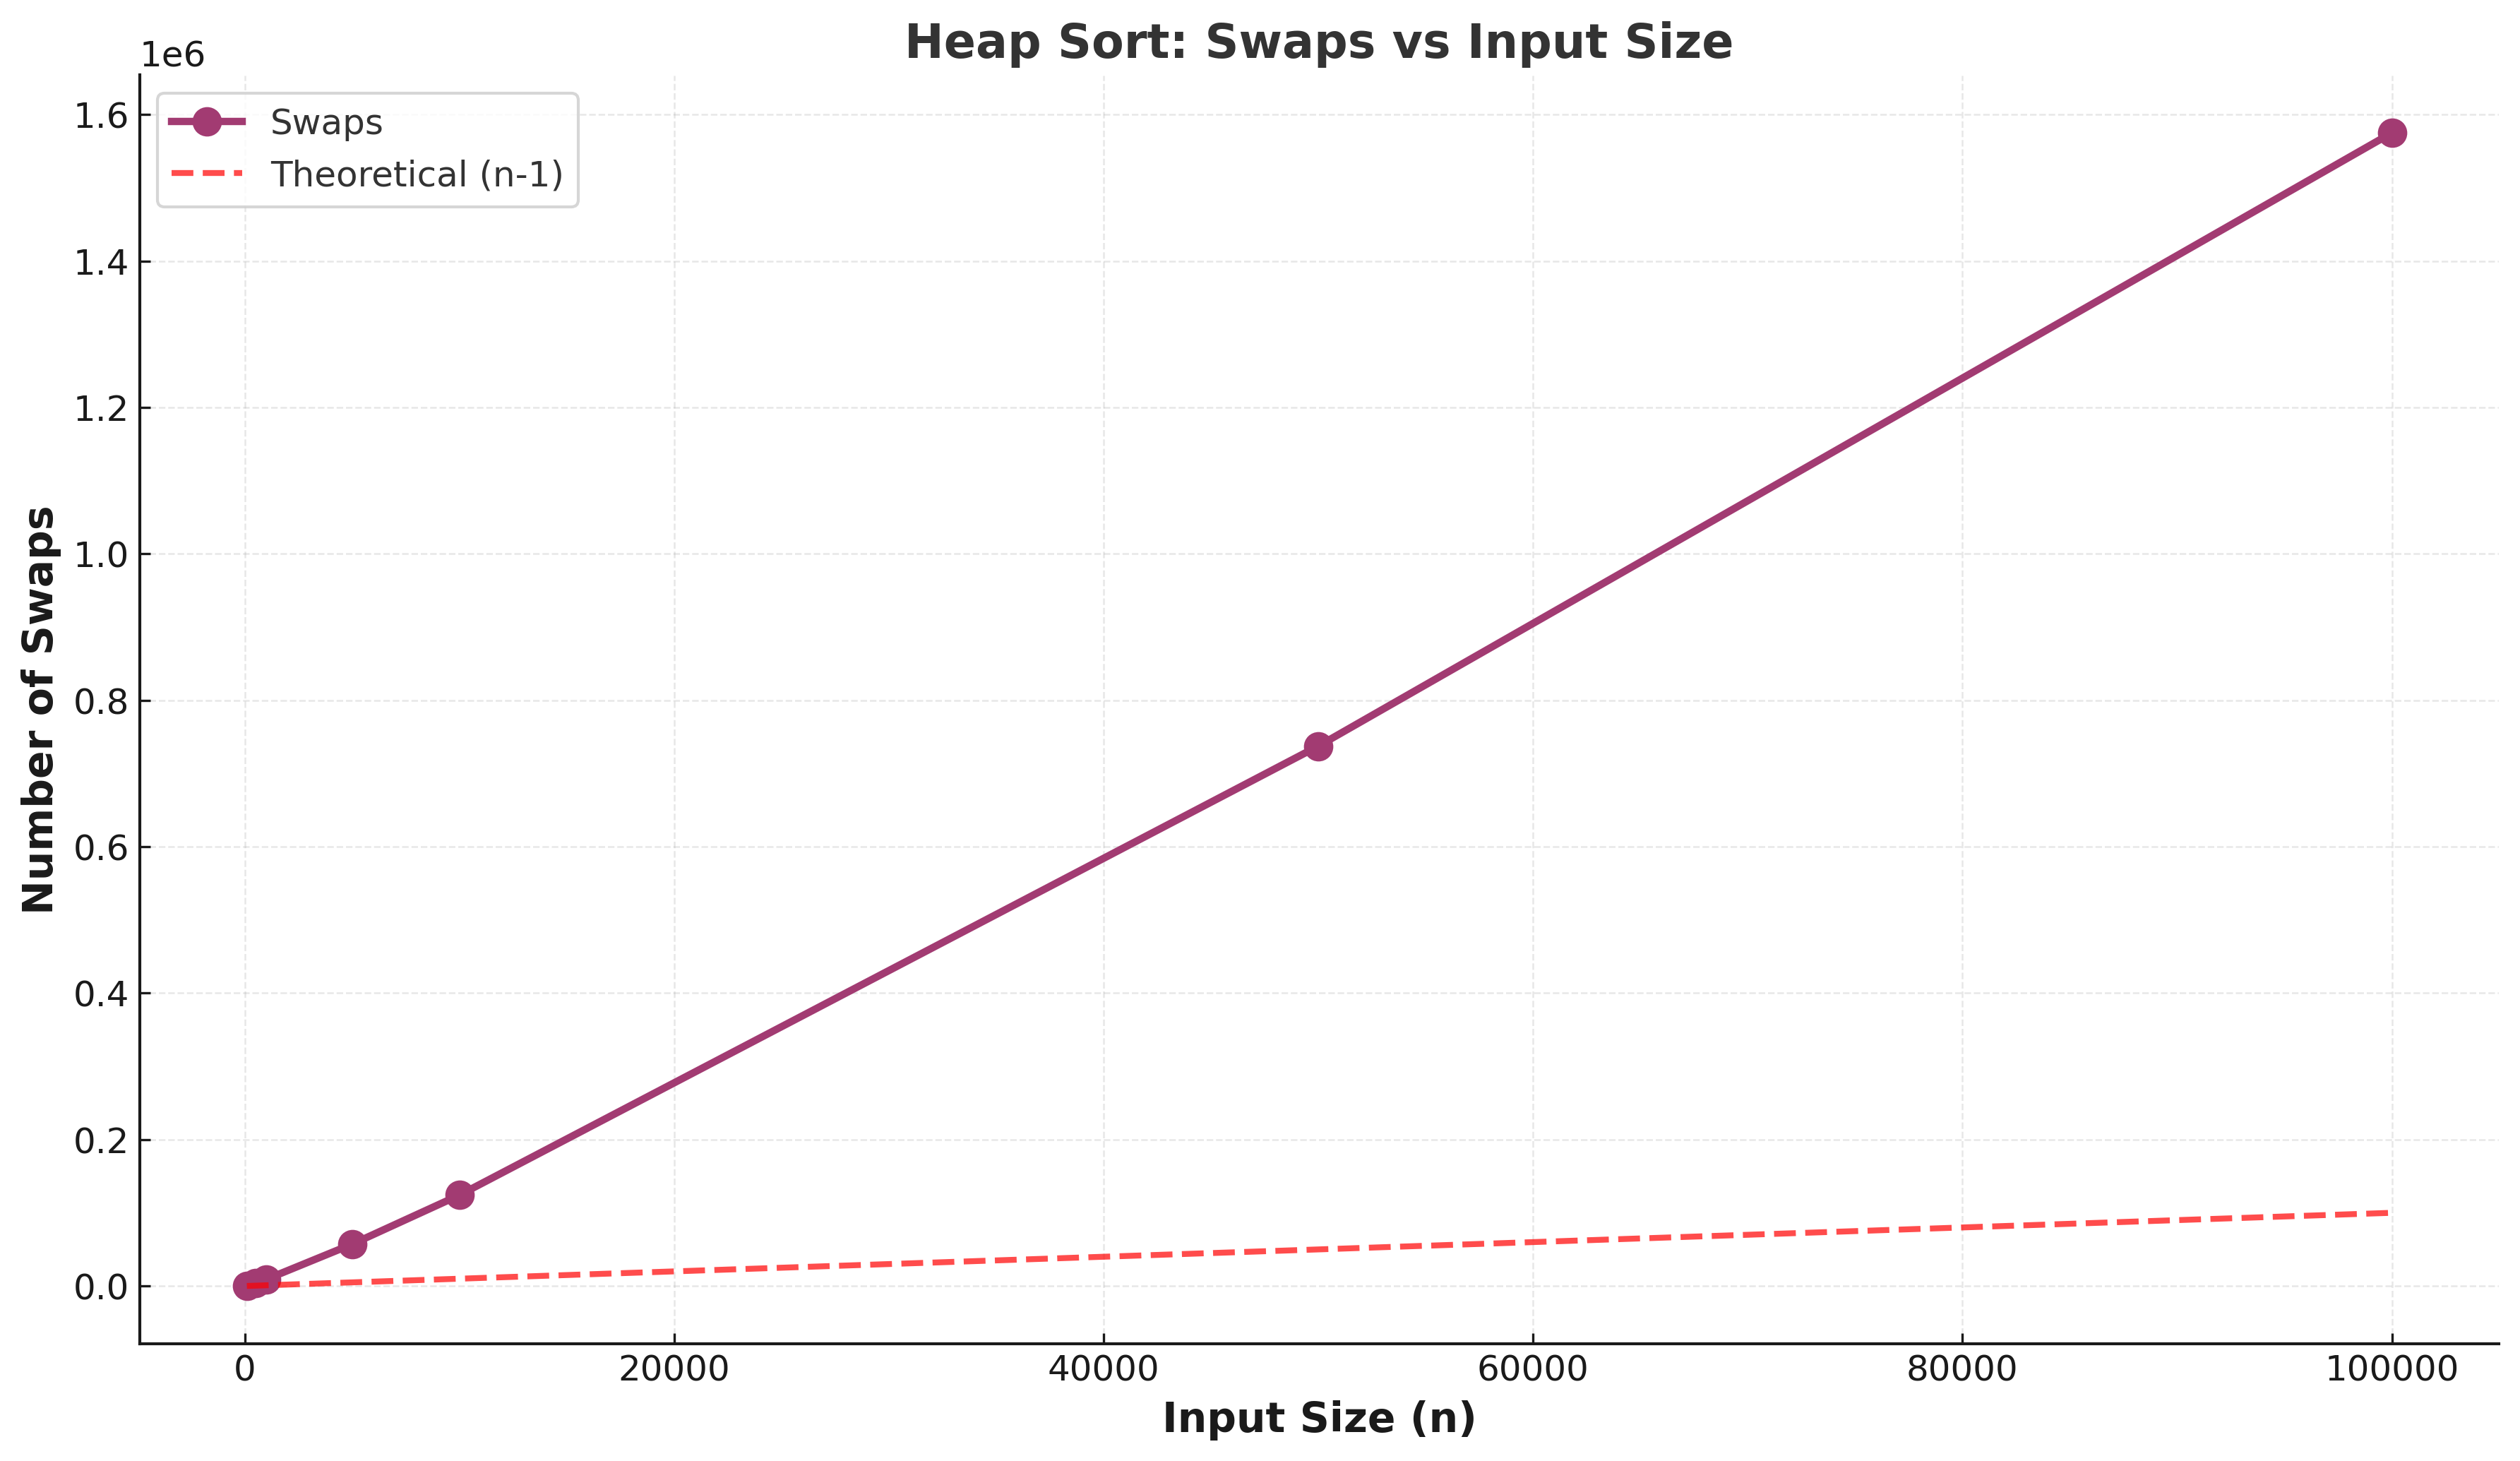 Heap Sort: Swaps vs Input Size
1e6
Swaps
Theoretical (n-1)
1.6
1.4
1.2
1.0
0.8
0.6
0.4
0.2
0.0
Number of Swaps
0 20000 40000 60000 80000 100000
Input Size (n)